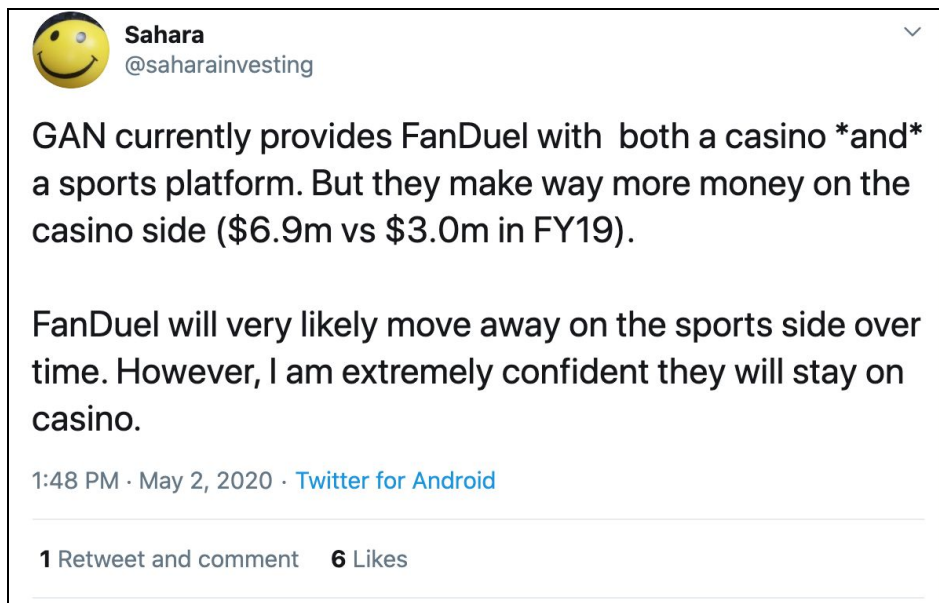 Sahara
@saharainvesting
GAN currently provides FanDuel with  both a casino *and*
a sports platform. But they make way more money on the
casino side ($6.9m vs $3.0m in FY19).
FanDuel will very likely move away on the sports side over
time. However, I am extremely confident they will stay on
casino.
1:48 PM · May 2, 2020 · Twitter for Android
1 Retweet and comment 6 Likes